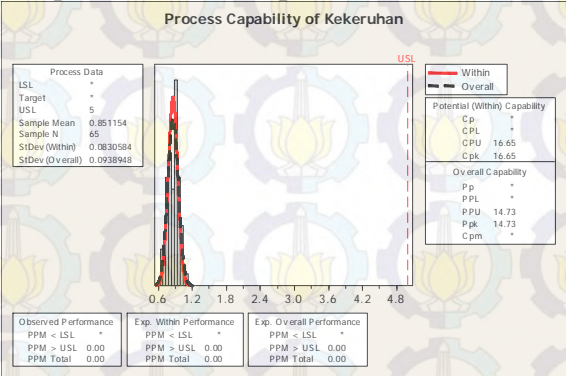 Process Capability of Kekeruhan
USL
Process Data
LSL *
Target *
USL 5
Sample Mean 0.851154
Sample N 65
StDev(Within) 0.0830584
StDev(Overall) 0.0938948
Within
Overall
Potential (Within) Capability
Cp *
CPL *
CPU 16.65
Cpk 16.65
Overall Capability
Pp *
PPL *
PPU 14.73
Ppk 14.73
Cpm *
0.6 1.2 1.8 2.4 3.0 3.6 4.2 4.8
Observed Performance
PPM < LSL *
PPM > USL 0.00
PPM Total 0.00
Exp. Within Performance
PPM < LSL *
PPM > USL 0.00
PPM Total 0.00
Exp. Overall Performance
PPM < LSL *
PPM > USL 0.00
PPM Total 0.00